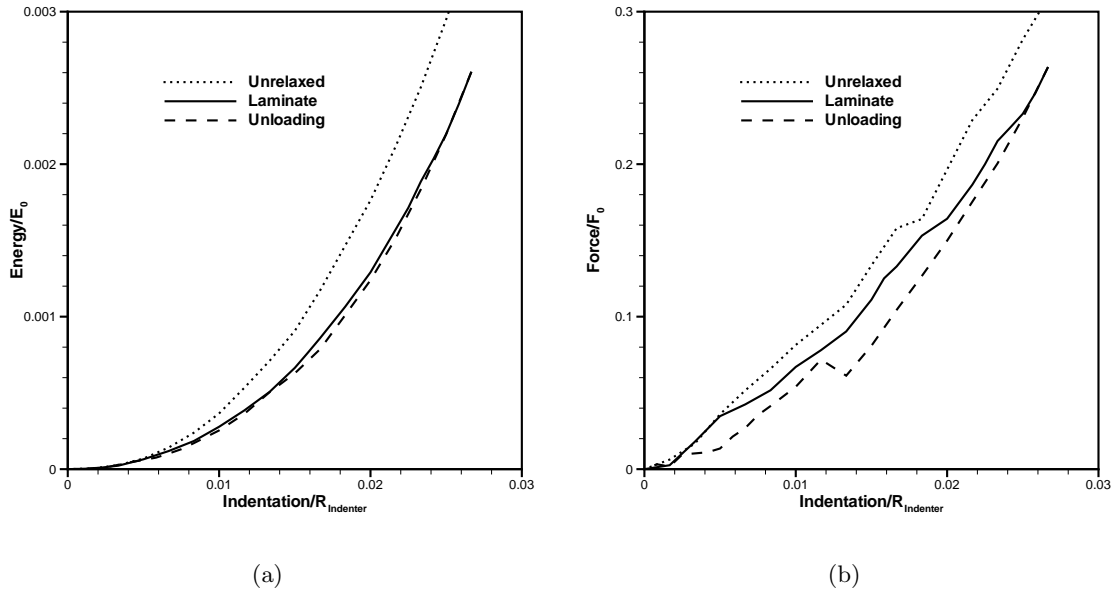 0.003
0.002
0.001
0
Energy/E0
Unrelaxed
Laminate
Unloading
0
0.01
0.02
0.03
Indentation/RIndenter
(a)
0.3
0.2
0.1
0
Force/F0
Unrelaxed
Laminate
Unloading
0
0.01
0.02
0.03
Indentation/RIndenter
(b)